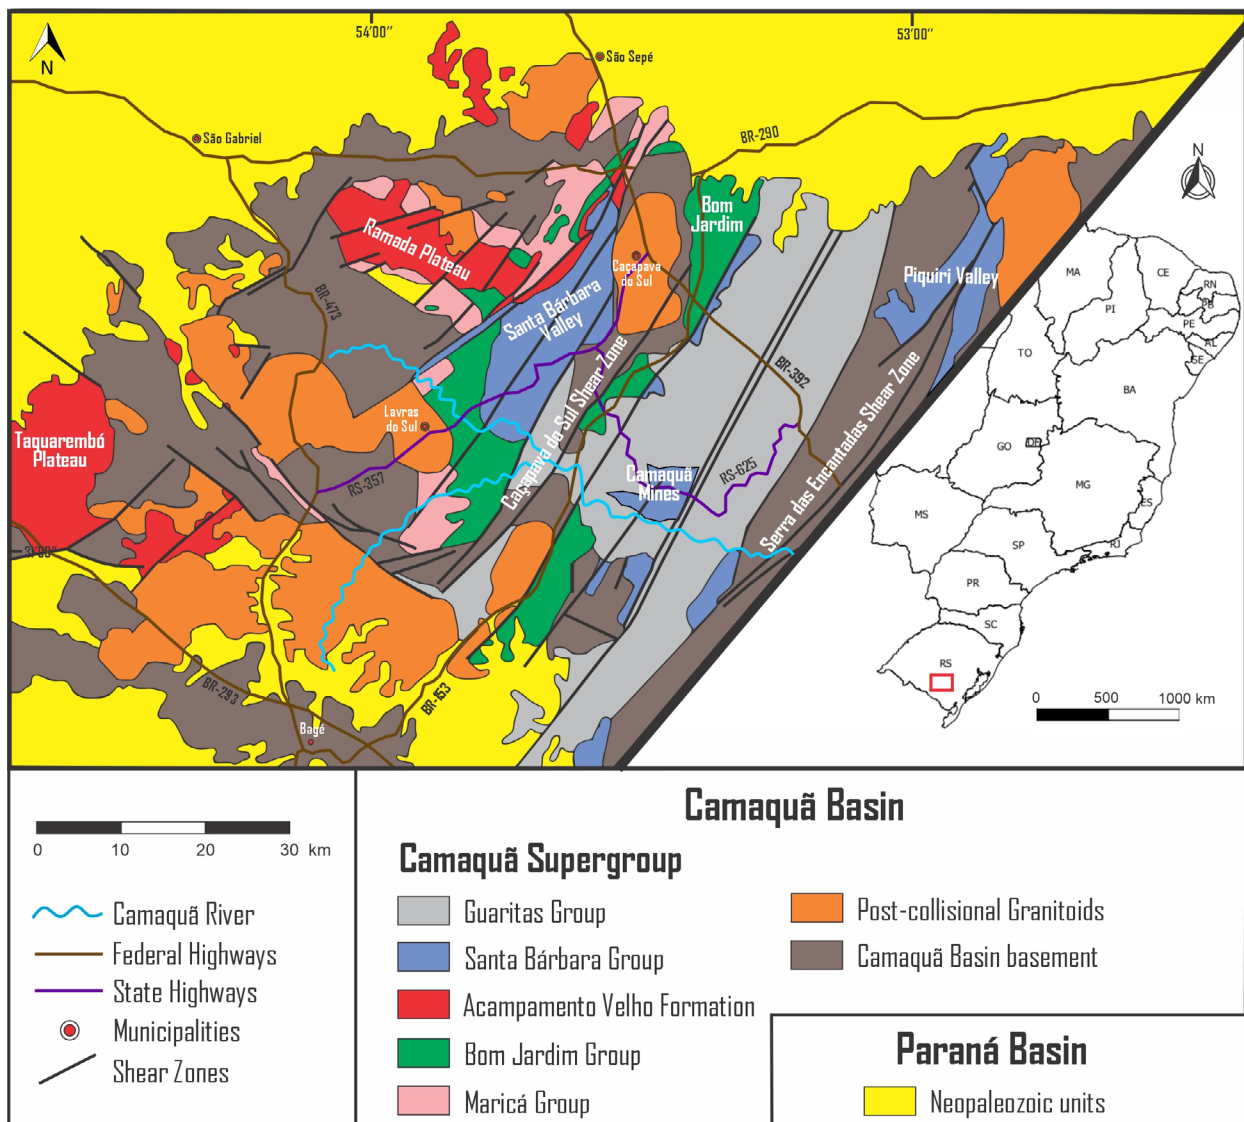 54'00"
53'00"
N
São Sepé
São Gabriel
BR-290
N
Bom
Jardim
Ramada Plateau
Caçapava
do Sul
Piquiri Valley
BR-473
Santa Bárbara
Valley
BR-392
Caçapava do Sul Shear Zone
Serra das Encantadas Shear Zone
Lavras
do Sul
Taquarembó
Plateau
RS-357
Camaquã
Mines
RS-625
31'00"
BR-293
BR-153
Bagé
MA
CE
RN
PB
PI
PE
AL
SE
TO
BA
GO
DF
MG
ES
MS
SP
RJ
PR
SC
RS
0 500 1000 km
0 10 20 30 km
Camaquã River
Federal Highways
State Highways
Municipalities
Shear Zones
Camaquã Basin
Camaquã Supergroup
Guaritas Group
Santa Bárbara Group
Acampamento Velho Formation
Bom Jardim Group
Maricá Group
Post-collisional Granitoids
Camaquã Basin basement
Paraná Basin
Neopaleozoic units